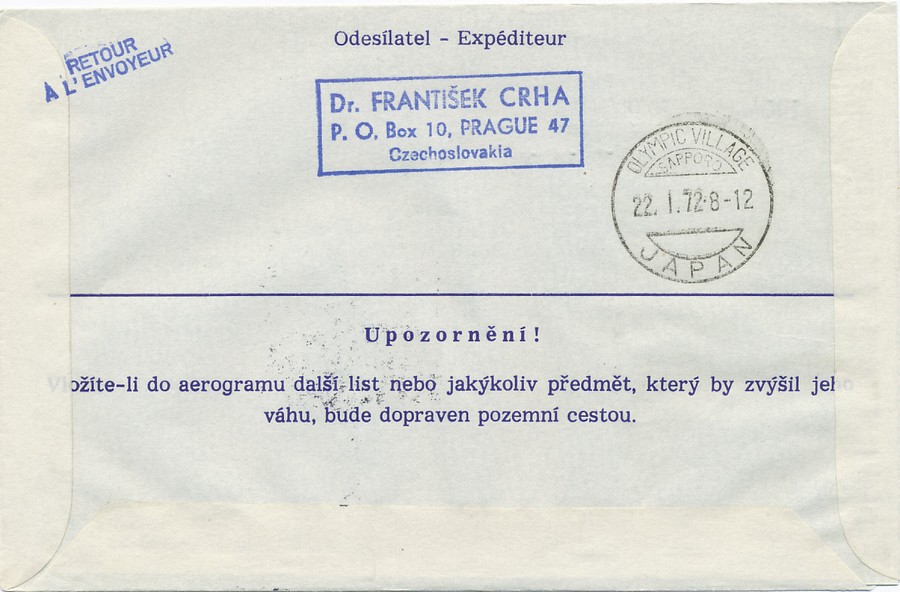 RETOUR
À L'ENVOYEUR
Odesílatel - Expéditeur
Dr. FRANTIŠEK CRHA
P. O. Box 10, PRAGUE 47
Czechoslovakia
OLYMPIC VILLAGE
SAPPORO
22. I. 72.8-12
JAPAN
Upozornění!
Vložíte-li do aerogramu další list nebo jakýkoliv předmět, který by zvýšil jeho
váhu, bude dopraven pozemní cestou.